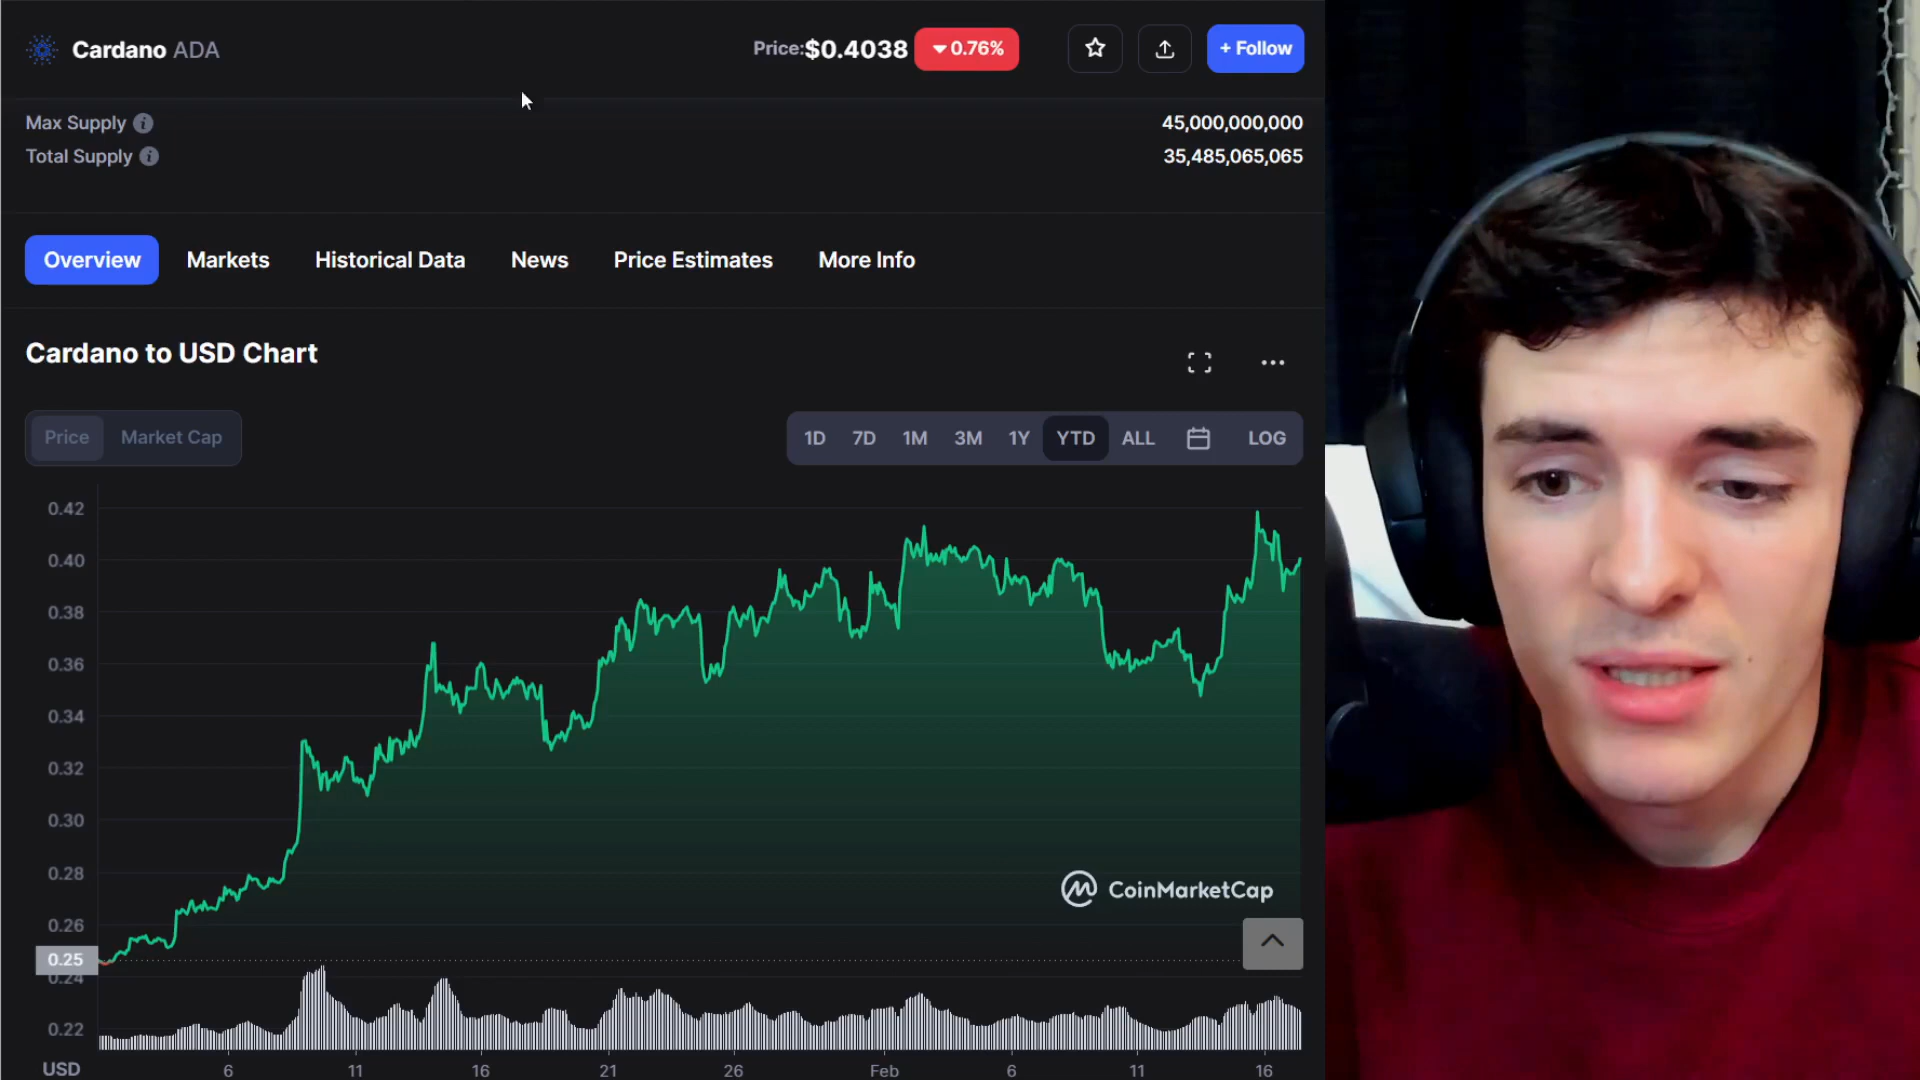 Cardano ADA
Price:$0.4038 0.76%
+ Follow
Max Supply 45,000,000,000
Total Supply 35,485,065,065
Overview Markets Historical Data News Price Estimates More Info
Cardano to USD Chart
Price Market Cap
1D 7D 1M 3M 1Y YTD ALL LOG
0.42
0.40
0.38
0.36
0.34
0.32
0.30
0.28
CoinMarketCap
0.26
0.25
0.24
0.22
USD 6 11 16 21 26 Feb 6 11 16